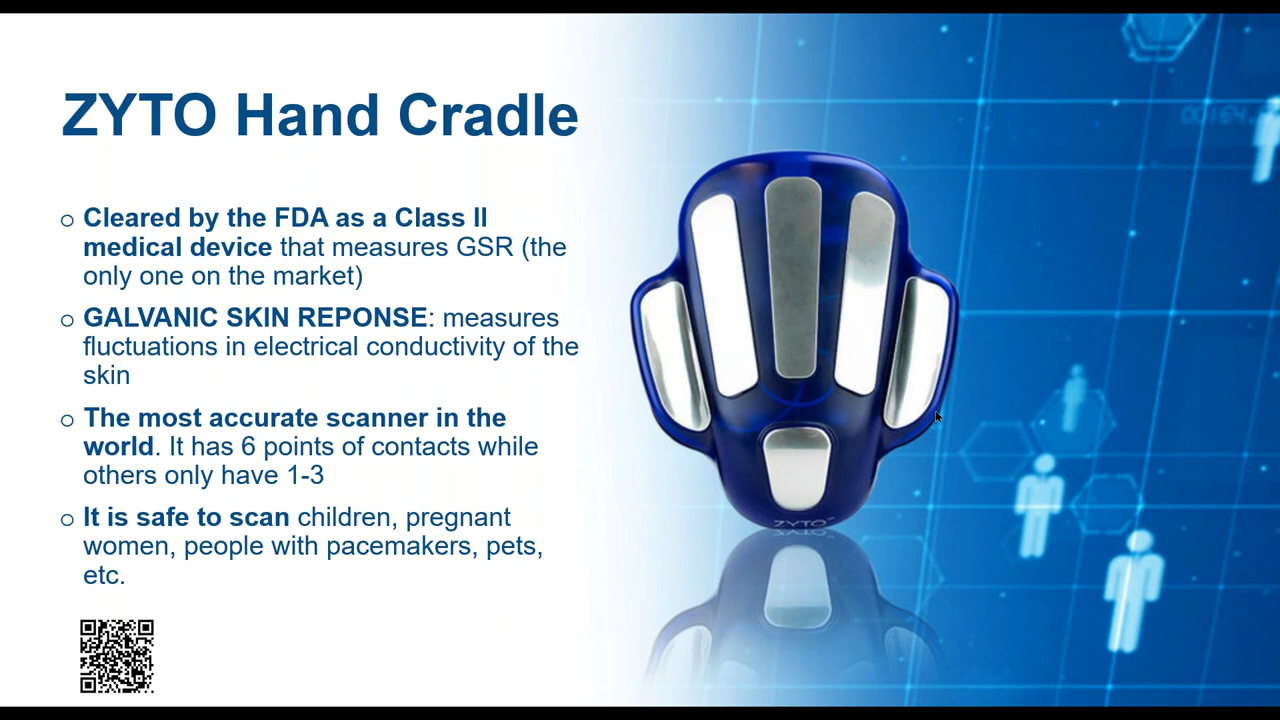 ZYTO Hand Cradle
○ Cleared by the FDA as a Class II
medical device that measures GSR (the
only one on the market)
○ GALVANIC SKIN REPONSE: measures
fluctuations in electrical conductivity of the
skin
○ The most accurate scanner in the
world. It has 6 points of contacts while
others only have 1-3
○ It is safe to scan children, pregnant
women, people with pacemakers, pets,
etc.
ZYTO
00164